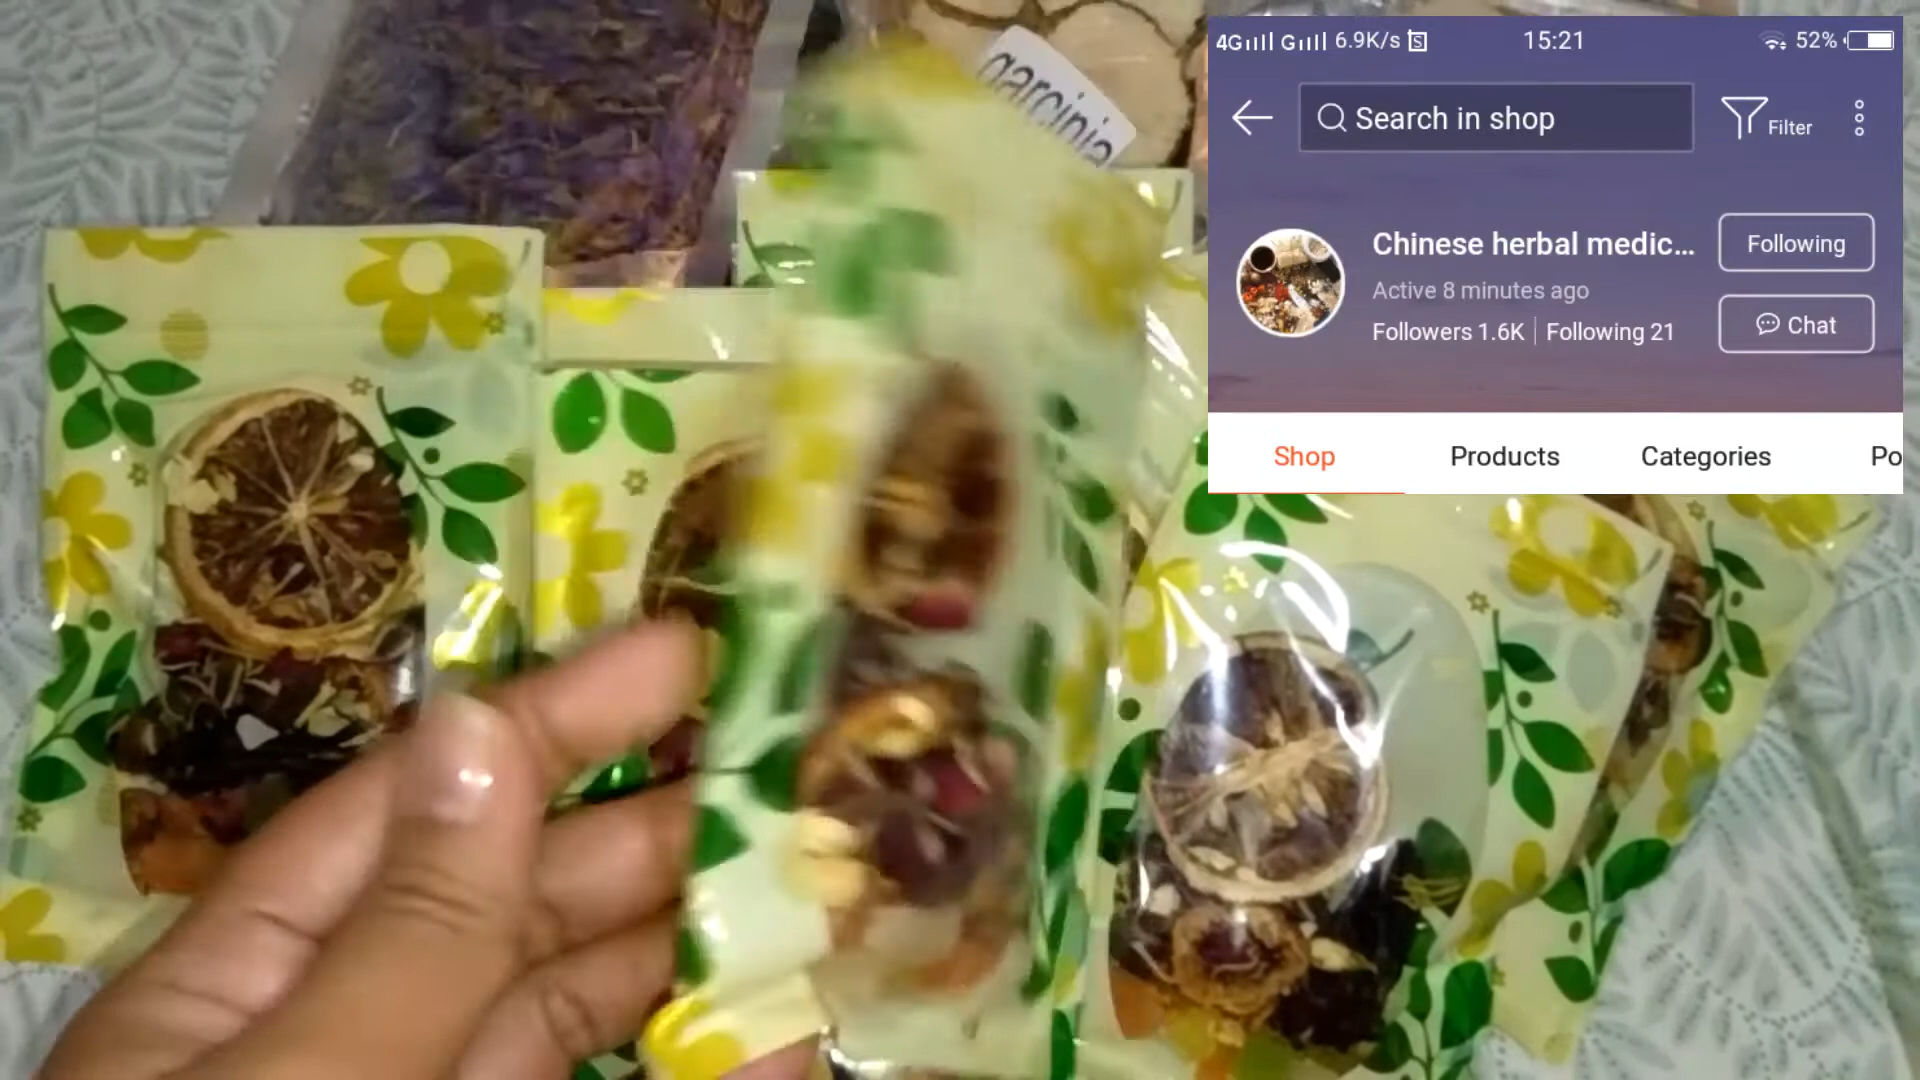 garcinia
4G G 6.9K/s S 15:21 52%
Search in shop
Filter
Chinese herbal medic...
Following
Active 8 minutes ago
Followers 1.6K | Following 21
Chat
Shop Products Categories Po